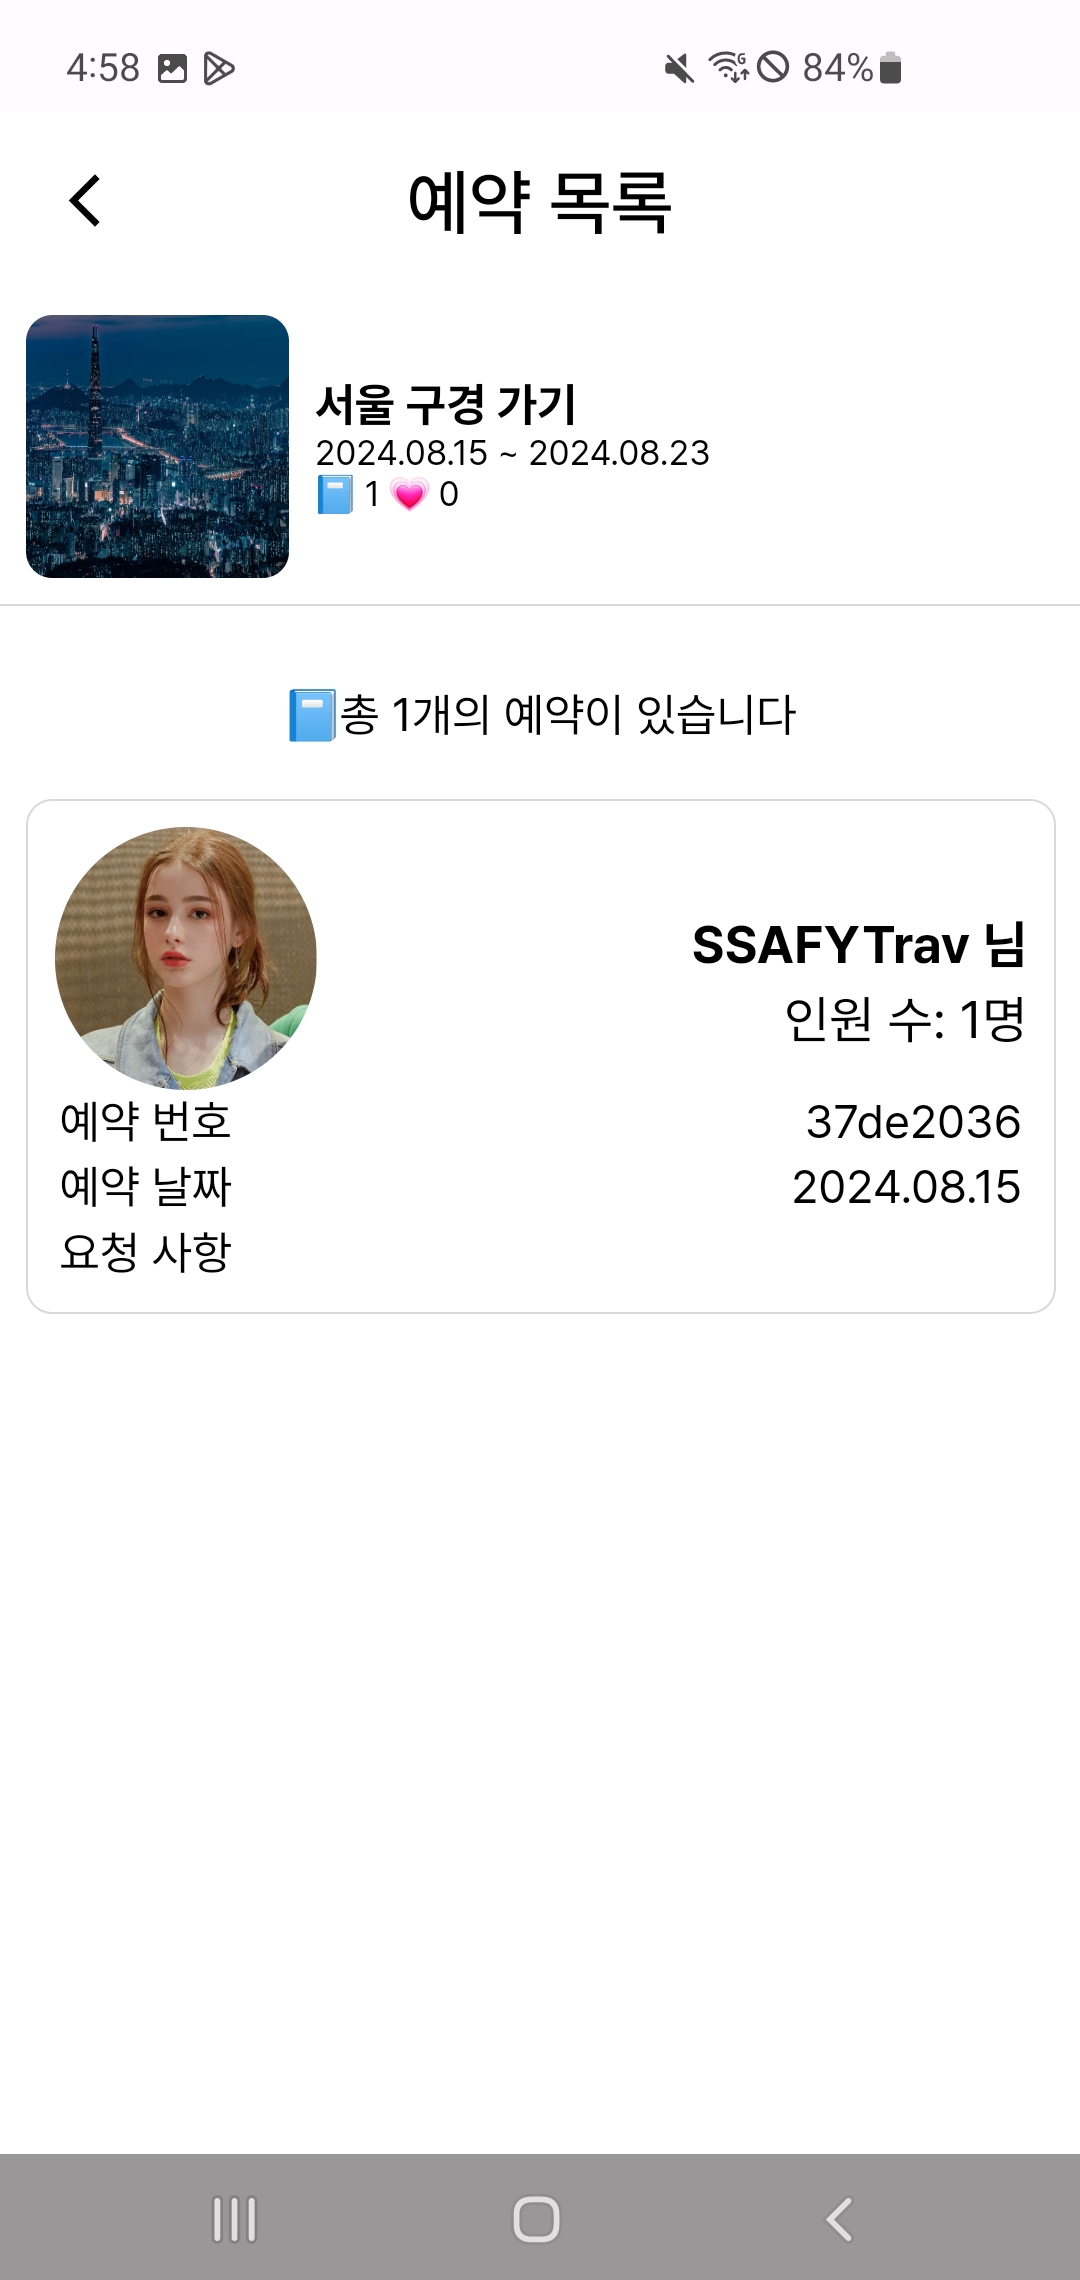 4:58 84%
예약 목록
서울 구경 가기
2024.08.15 ~ 2024.08.23
📘 1 💗 0
📘총 1개의 예약이 있습니다
SSAFYTrav 님
인원 수: 1명
예약 번호 37de2036
예약 날짜 2024.08.15
요청 사항